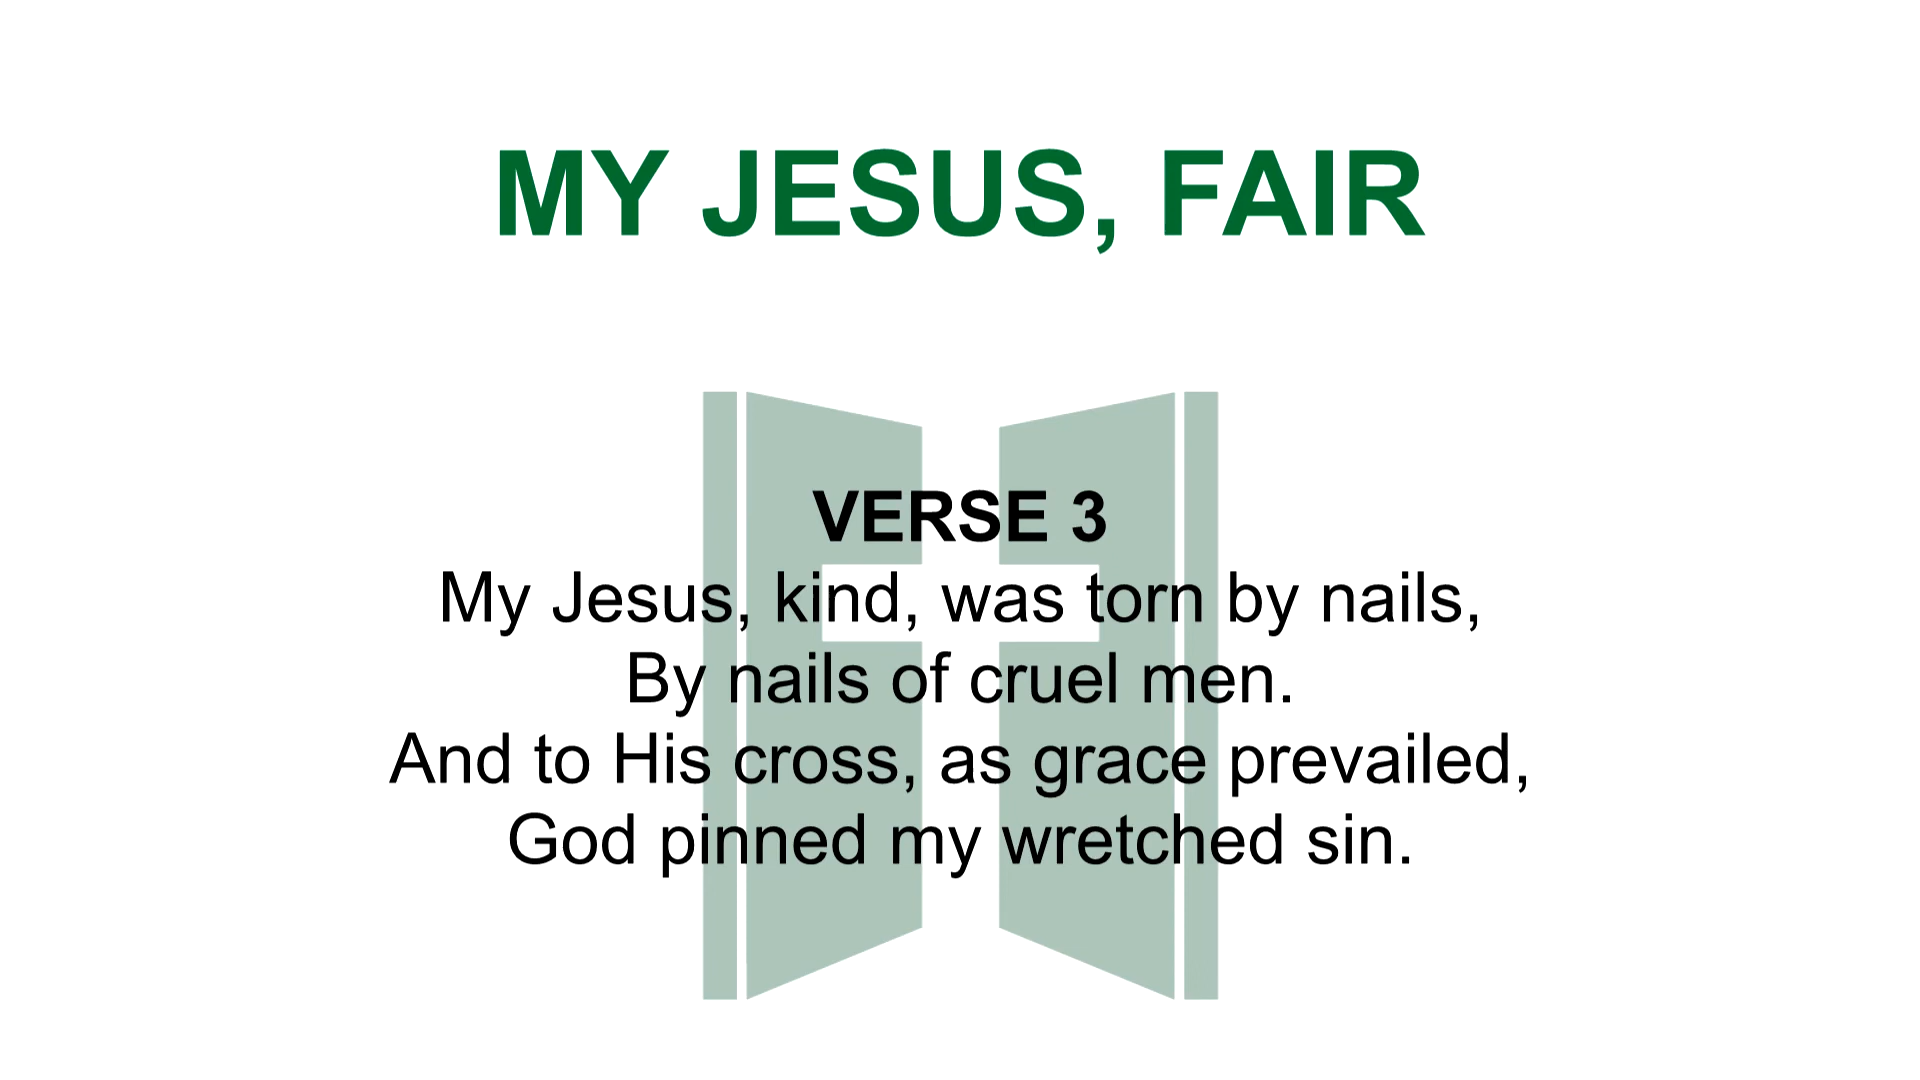 MY JESUS, FAIR
VERSE 3
My Jesus, kind, was torn by nails,
By nails of cruel men.
And to His cross, as grace prevailed,
God pinned my wretched sin.